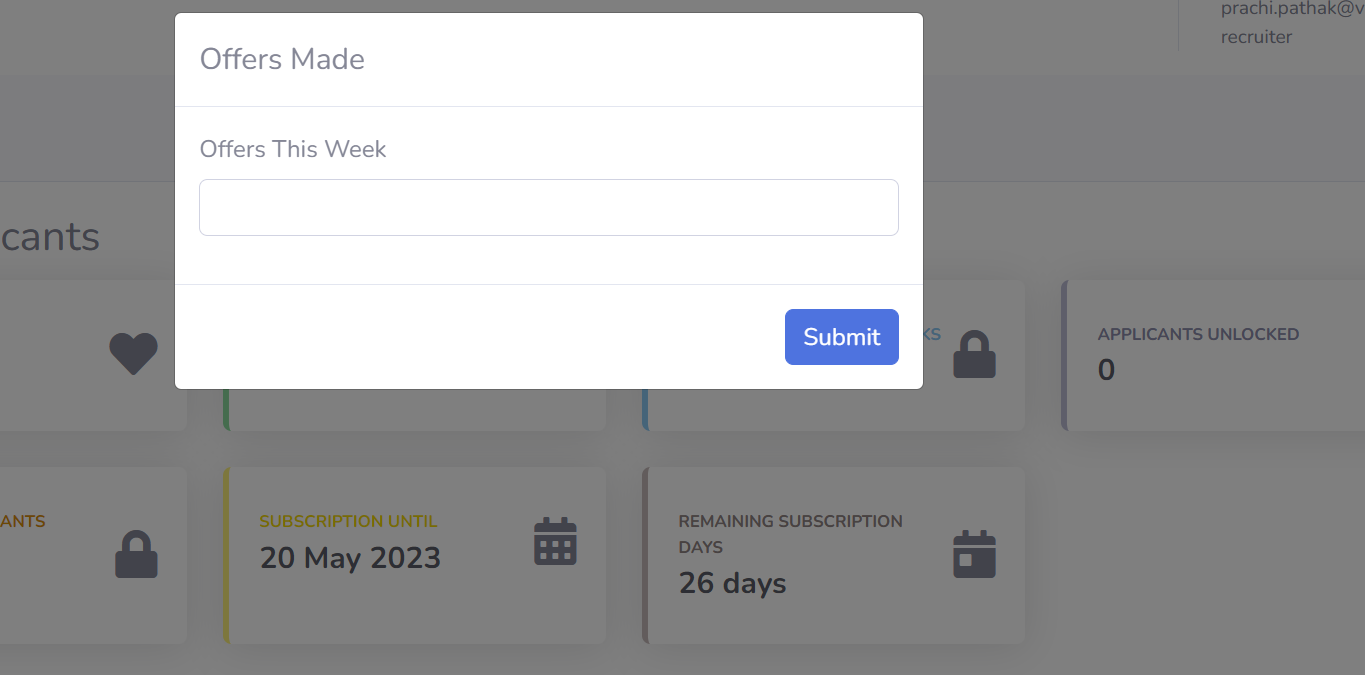 prachi.pathak@v
recruiter
Offers Made
Offers This Week
cants
Submit
KS
APPLICANTS UNLOCKED
0
ANTS
SUBSCRIPTION UNTIL
20 May 2023
REMAINING SUBSCRIPTION
DAYS
26 days